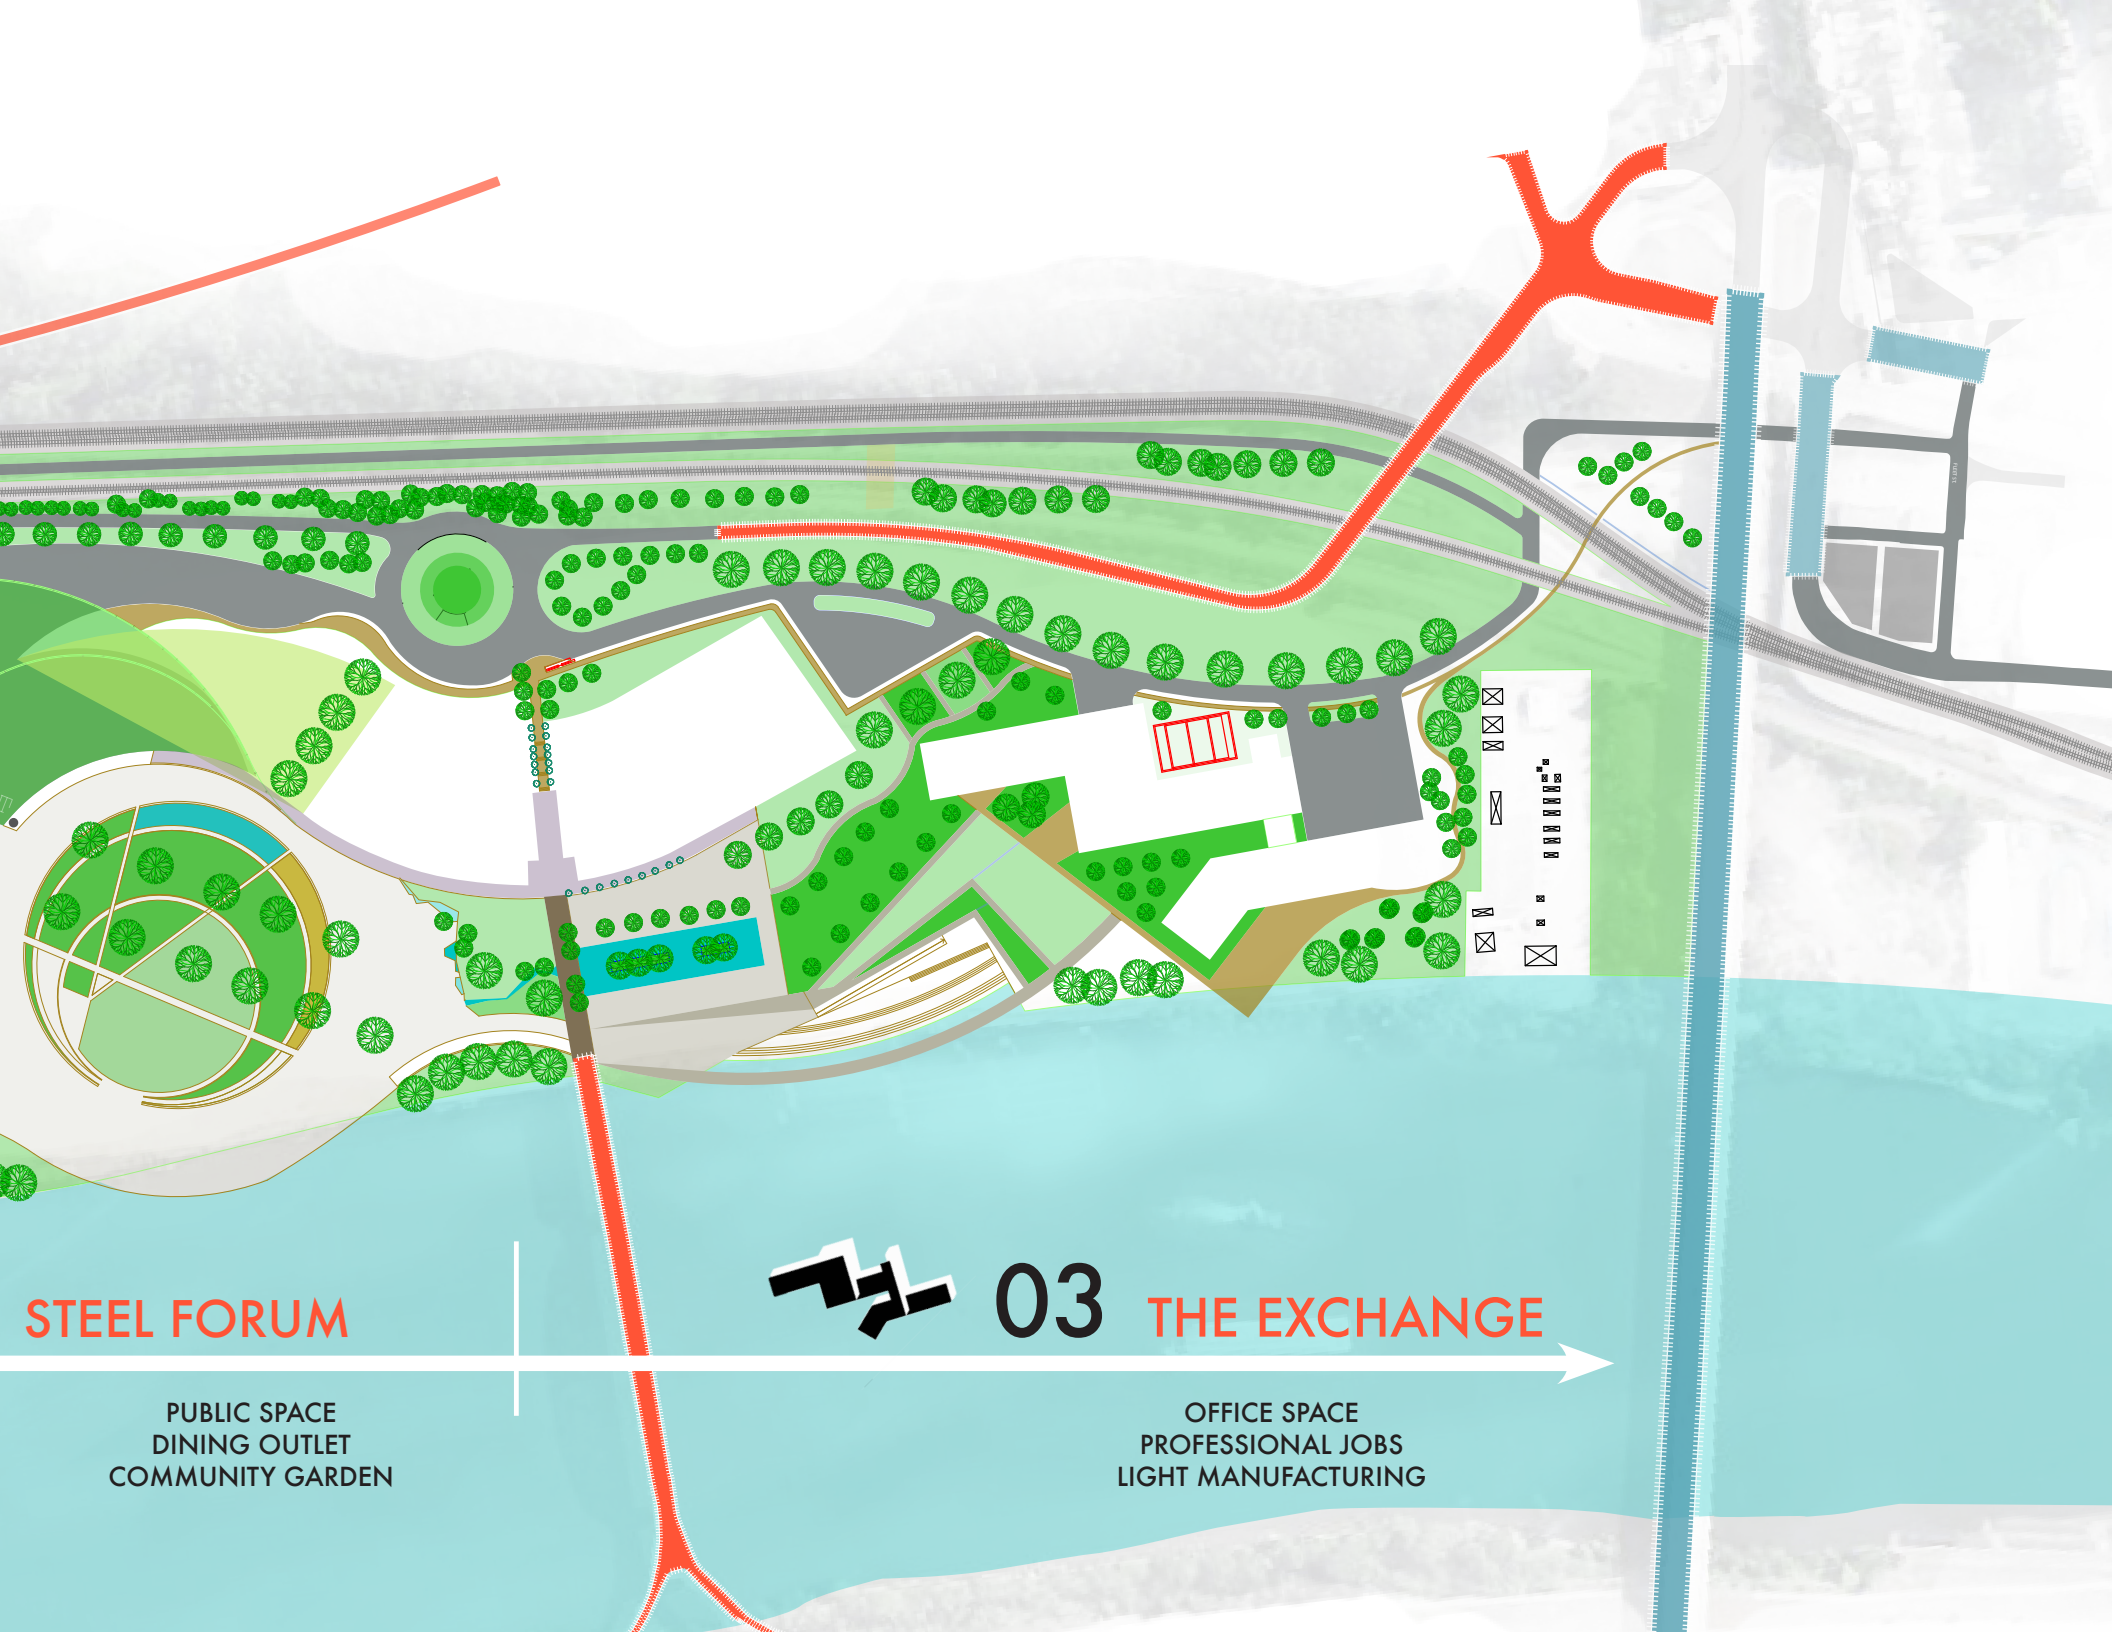 STEEL FORUM
03 THE EXCHANGE
PUBLIC SPACE
DINING OUTLET
COMMUNITY GARDEN
OFFICE SPACE
PROFESSIONAL JOBS
LIGHT MANUFACTURING